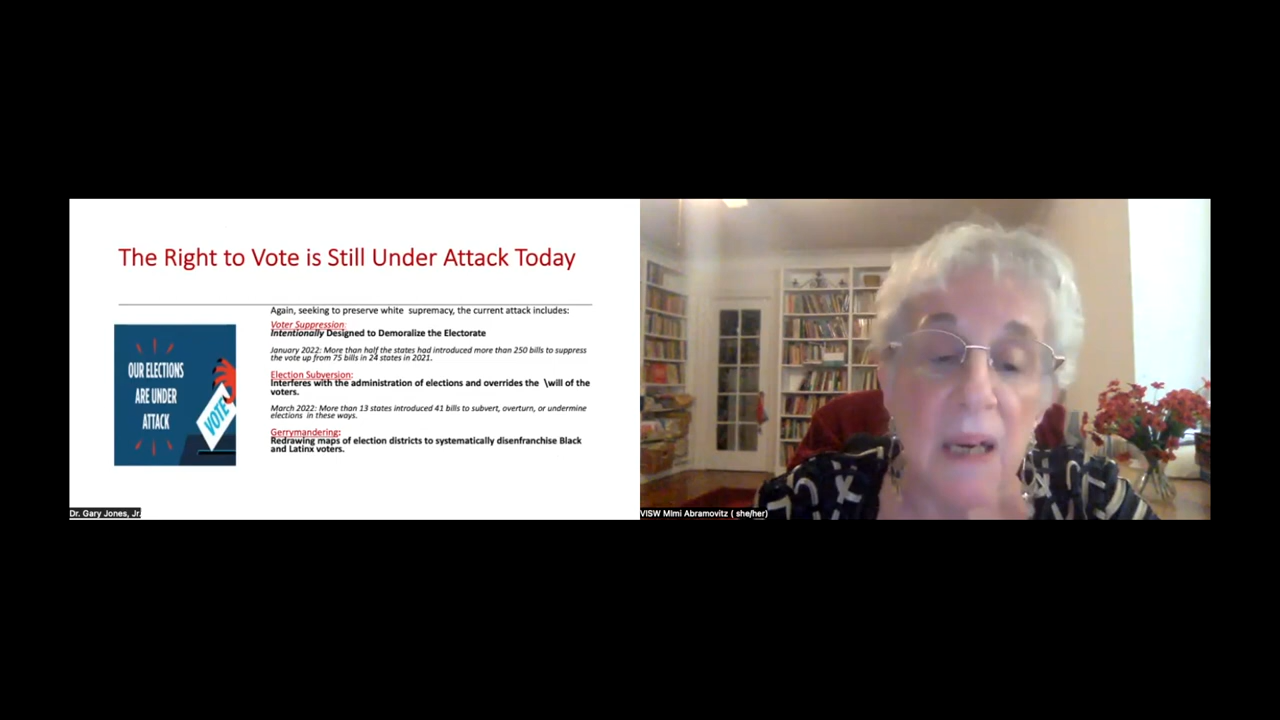 The Right to Vote is Still Under Attack Today
Again, seeking to preserve white supremacy, the current attack includes:
Voter Suppression
Intentionally Designed to Demoralize the Electorate
January 2022: More than half the states had introduced more than 250 bills to suppress
the vote up from 75 bills in 24 states in 2021.
Election Subversion:
Interferes with the administration of elections and overrides the \will of the
voters.
March 2022: More than 13 states introduced 41 bills to subvert, overturn, or undermine
elections in these ways.
Gerrymandering:
Redrawing maps of election districts to systematically disenfranchise Black
and Latinx voters.
OUR ELECTIONS
ARE UNDER
ATTACK
VOTE
Dr. Gary Jones, Jr.
VISW MImi Abramovitz ( she/her)